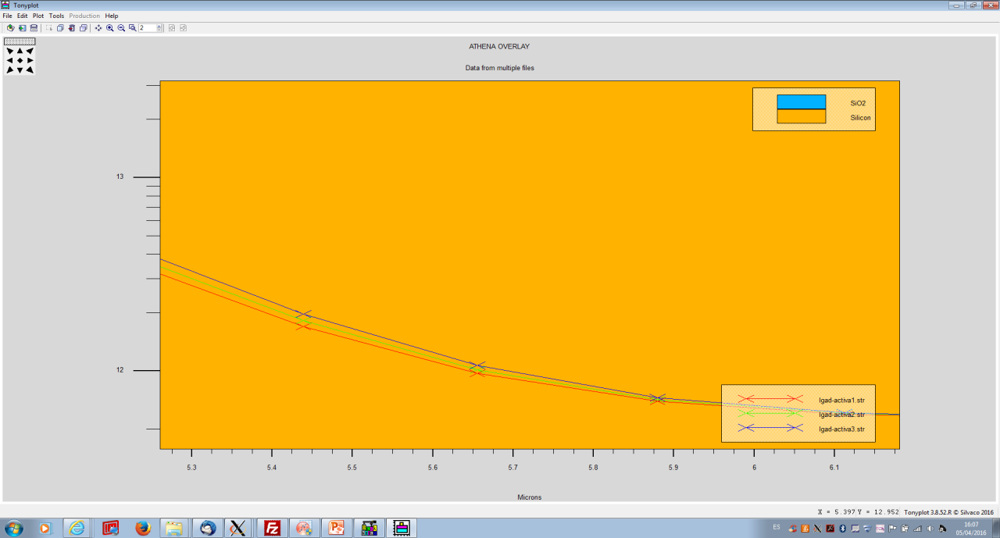 Tonyplot
File Edit Plot Tools Production Help
2
ATHENA OVERLAY
Data from multiple files
SiO2
Silicon
13
12
lgad-activa1.str
lgad-activa2.str
lgad-activa3.str
5.3 5.4 5.5 5.6 5.7 5.8 5.9 6 6.1
Microns
X = 5.397 Y = 12.952 Tonyplot 3.8.52.R © Silvaco 2016
ES
16:07
05/04/2016